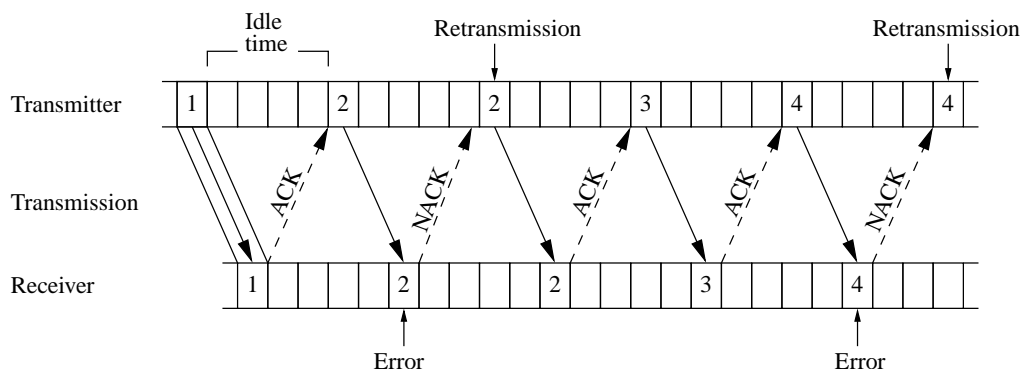 Idle
time
Retransmission
Retransmission
Transmitter
1 2 2 3 4 4
Transmission
ACK NACK ACK ACK NACK
Receiver
1 2 2 3 4
Error
Error